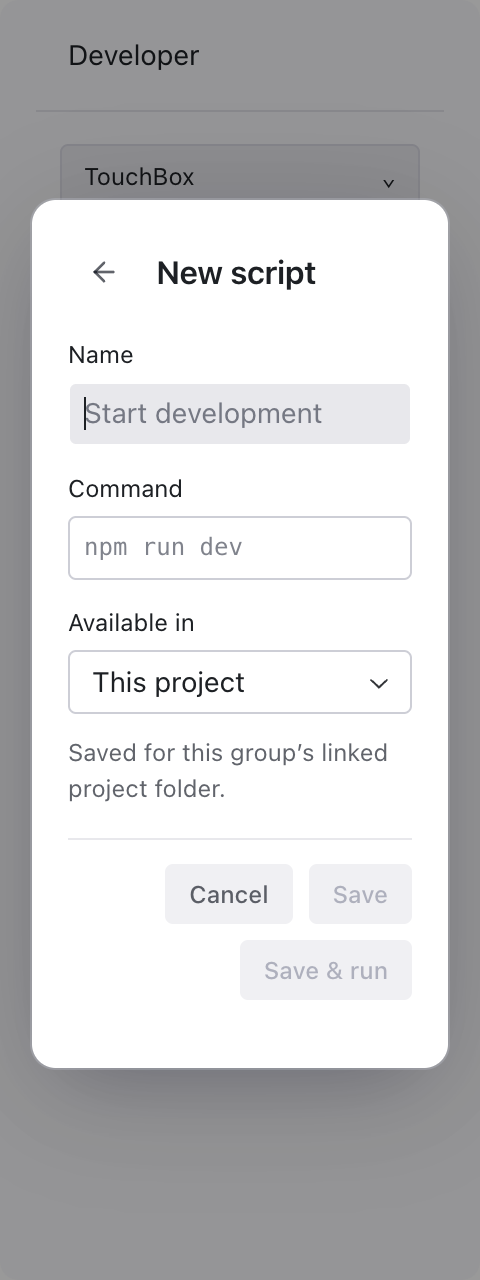 Developer
TouchBox
New script
Name
Start development
Command
npm run dev
Available in
This project
Saved for this group’s linked
project folder.
Cancel
Save
Save & run